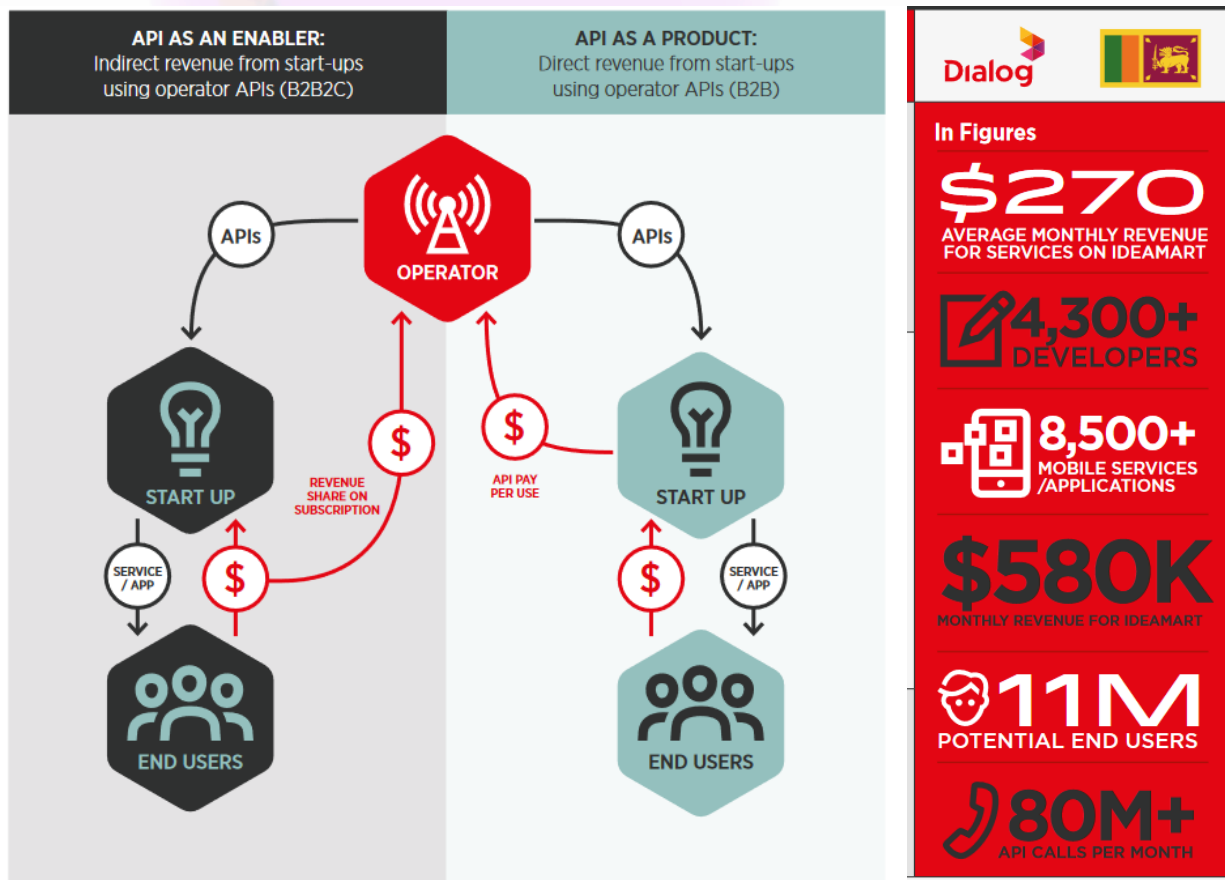 API AS AN ENABLER:
Indirect revenue from start-ups
using operator APIs (B2B2C)
API AS A PRODUCT:
Direct revenue from start-ups
using operator APIs (B2B)
APIs
OPERATOR
APIs
START UP
$
REVENUE
SHARE ON
SUBSCRIPTION
$
API PAY
PER USE
START UP
SERVICE
/ APP
$
$
SERVICE
/ APP
END USERS
END USERS
Dialog
In Figures
$270
AVERAGE MONTHLY REVENUE
FOR SERVICES ON IDEAMART
4,300+
DEVELOPERS
8,500+
MOBILE SERVICES
/APPLICATIONS
$580K
MONTHLY REVENUE FOR IDEAMART
11M
POTENTIAL END USERS
80M+
API CALLS PER MONTH